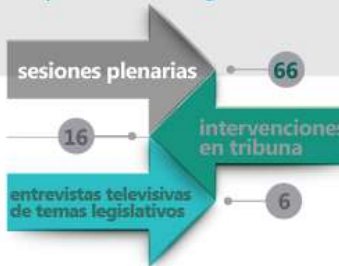 sesiones plenarias
66
16
intervenciones
en tribuna
entrevistas televisivas
de temas legislativos
6